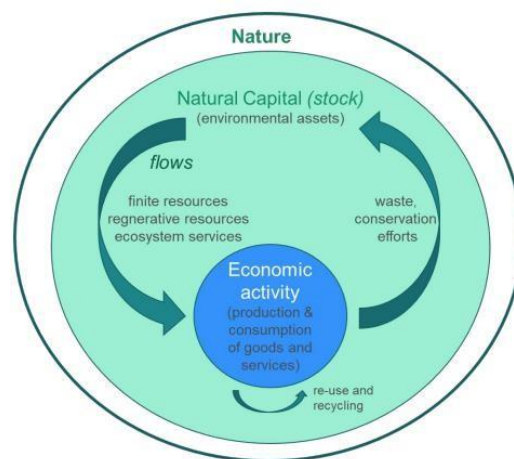 Nature
Natural Capital (stock)
(environmental assets)
flows
finite resources
regnerative resources
ecosystem services
waste,
conservation
efforts
Economic
activity
(production &
consumption
of goods and
services)
re-use and
recycling